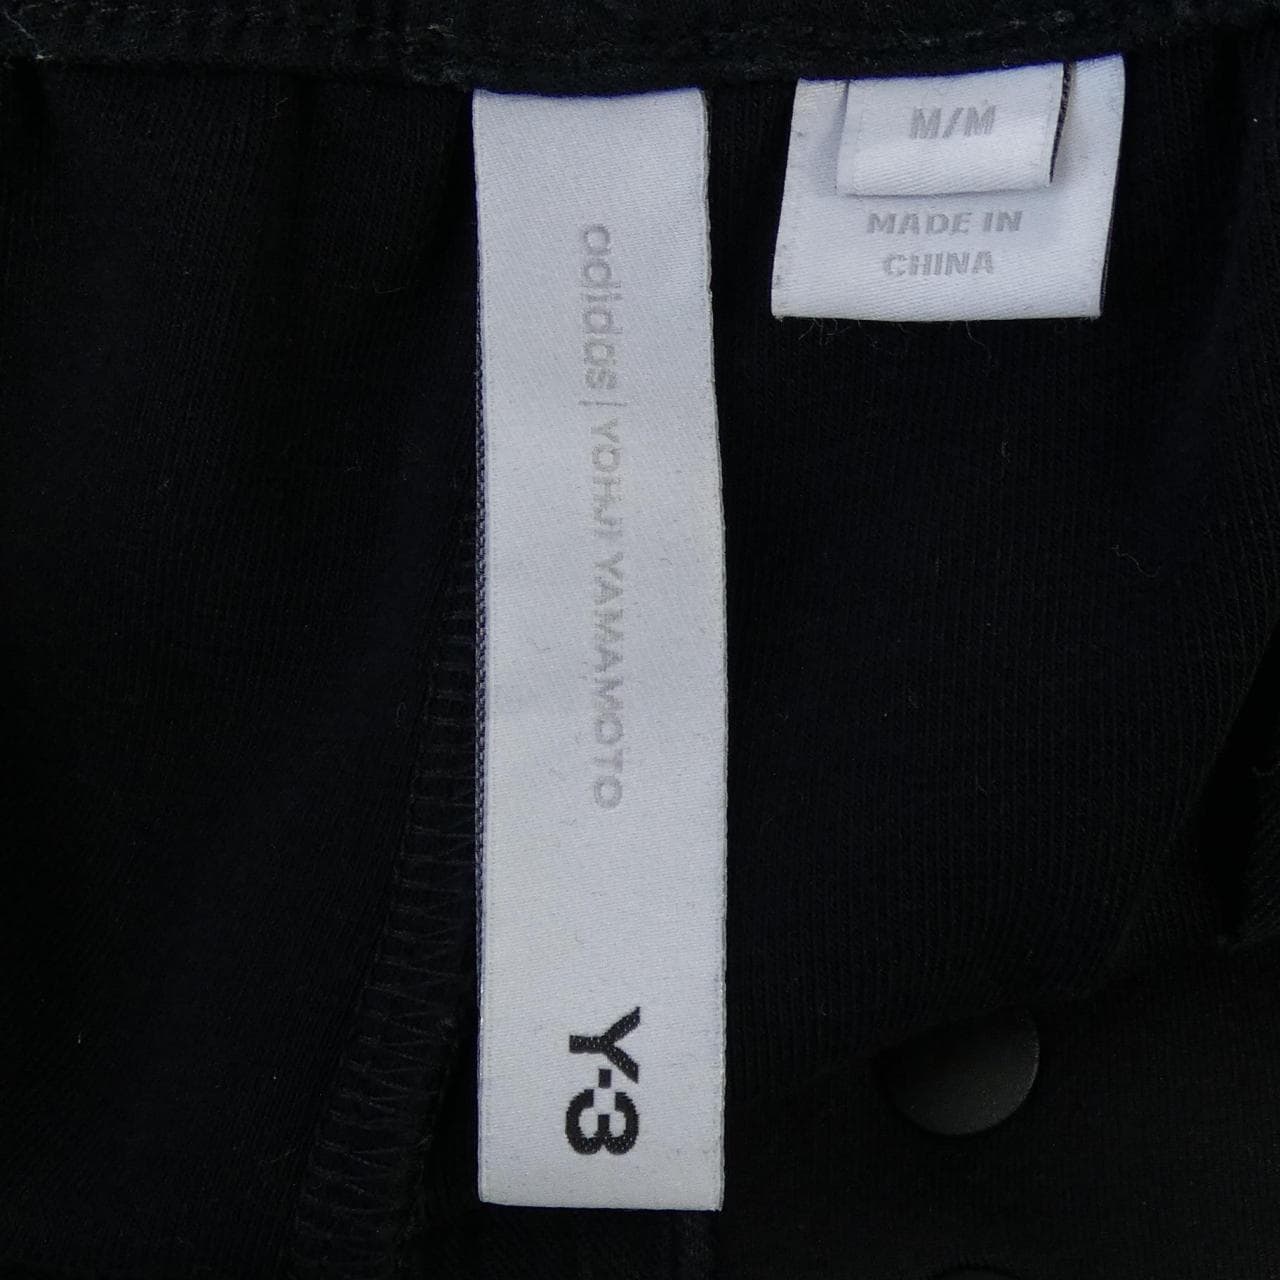 adidas | YOHJI YAMAMOTO
Y-3
M/M
MADE IN
CHINA